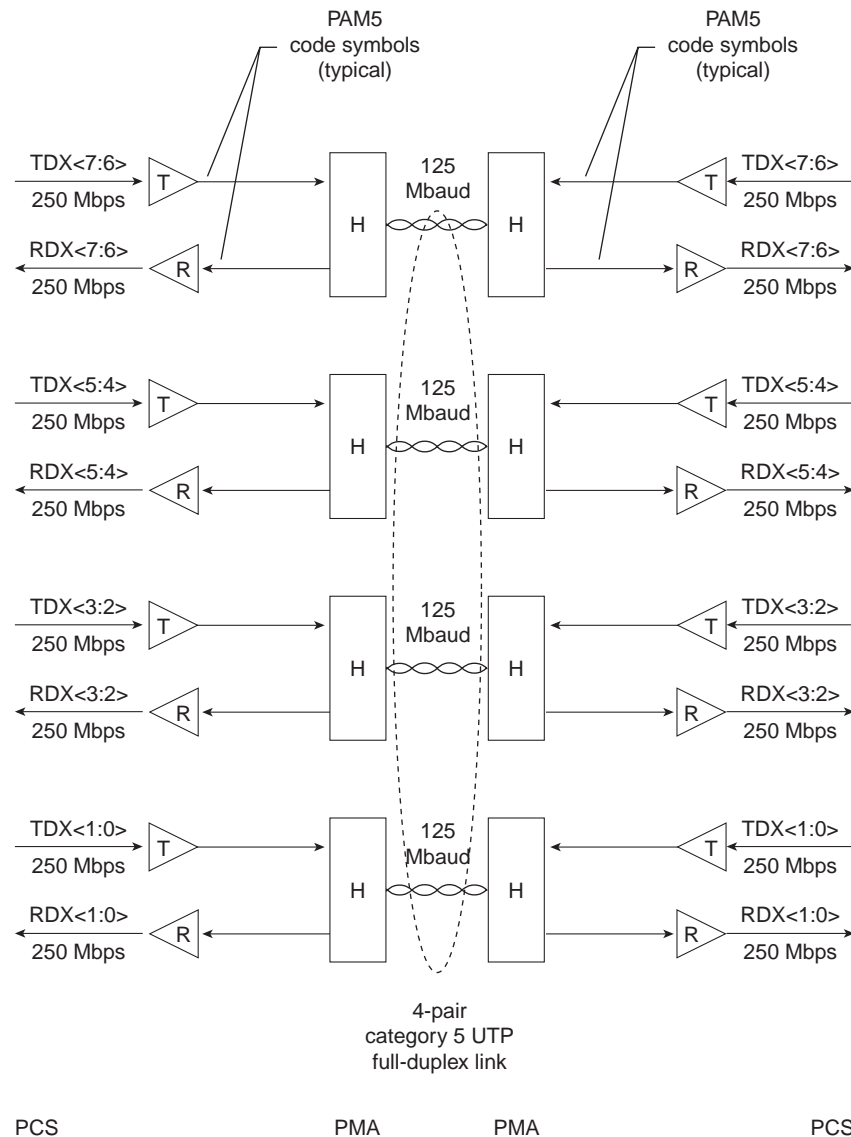 PAM5
code symbols
(typical)
PAM5
code symbols
(typical)
TDX<7:6>
250 Mbps
T
RDX<7:6>
250 Mbps
R
H
125
Mbaud
H
T
TDX<7:6>
250 Mbps
R
RDX<7:6>
250 Mbps
TDX<5:4>
250 Mbps
T
RDX<5:4>
250 Mbps
R
H
125
Mbaud
H
T
TDX<5:4>
250 Mbps
R
RDX<5:4>
250 Mbps
TDX<3:2>
250 Mbps
T
RDX<3:2>
250 Mbps
R
H
125
Mbaud
H
T
TDX<3:2>
250 Mbps
R
RDX<3:2>
250 Mbps
TDX<1:0>
250 Mbps
T
RDX<1:0>
250 Mbps
R
H
125
Mbaud
H
T
TDX<1:0>
250 Mbps
R
RDX<1:0>
250 Mbps
4-pair
category 5 UTP
full-duplex link
PCS PMA PMA PCS